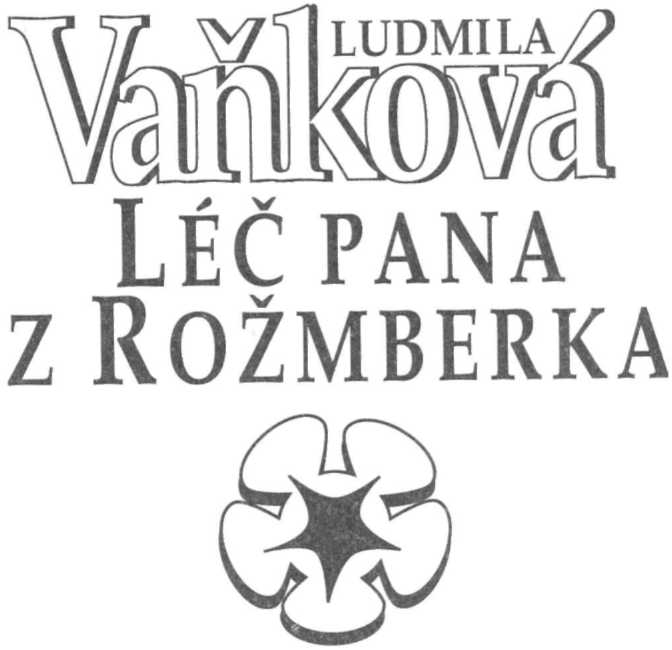 LUDMILA
Vaňková
LÉČ PANA
Z ROŽMBERKA